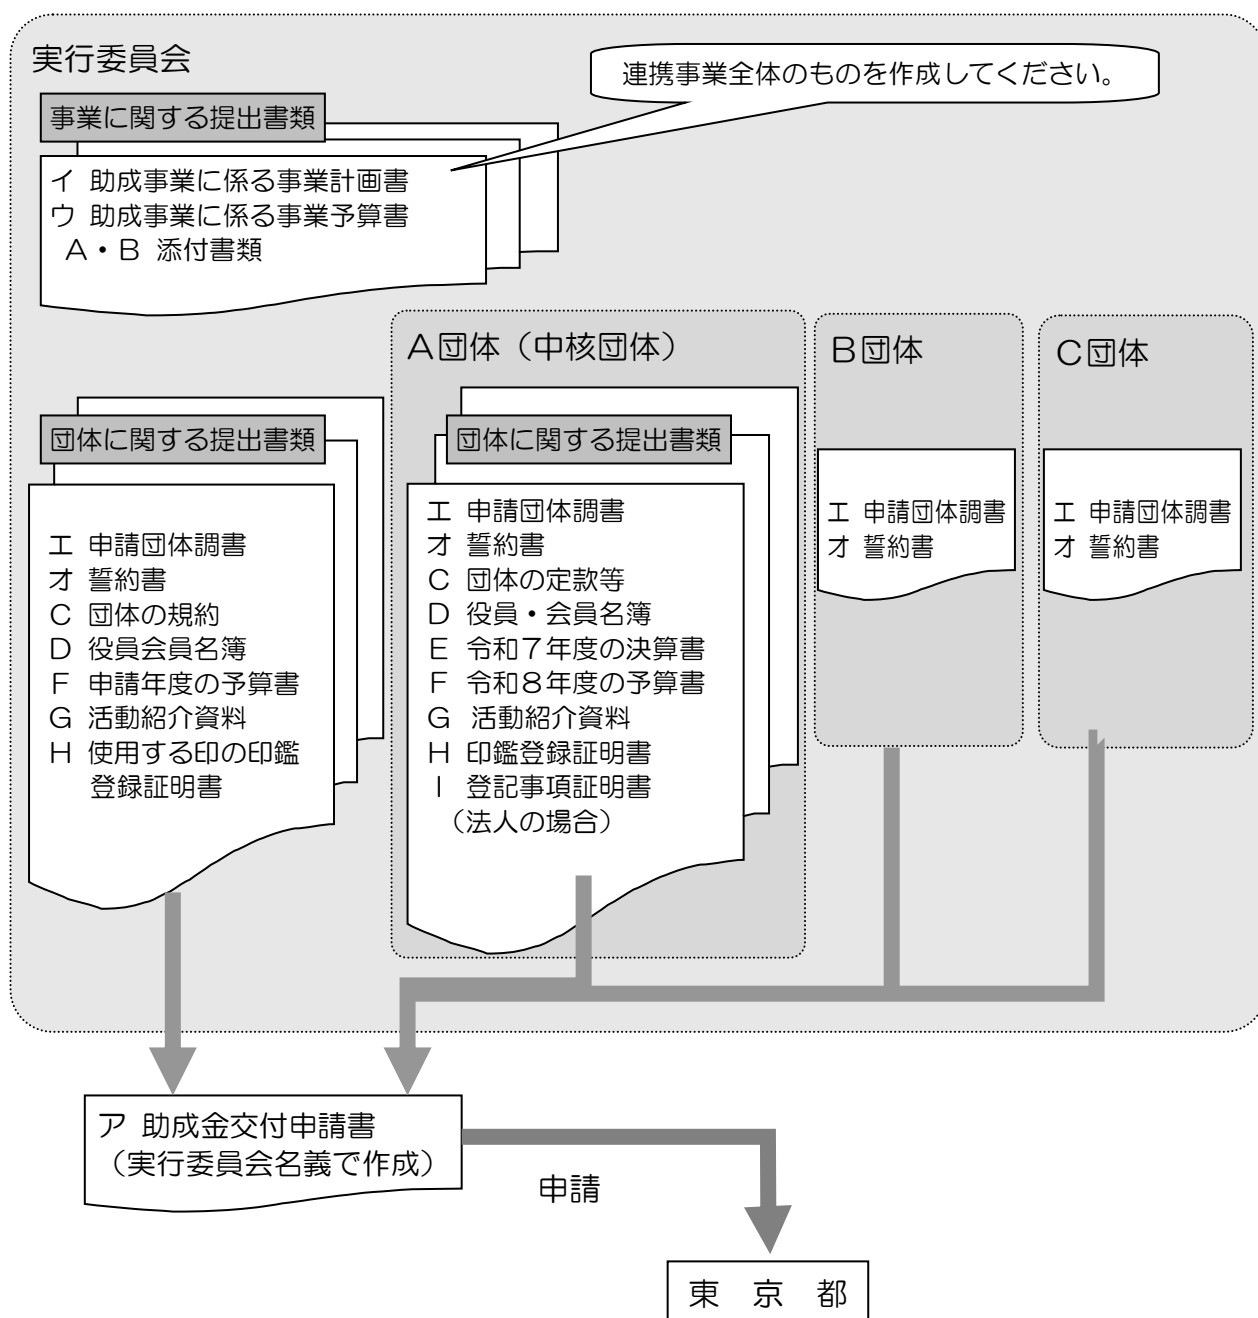 実行委員会
連携事業全体のものを作成してください。
事業に関する提出書類
イ 助成事業に係る事業計画書
ウ 助成事業に係る事業予算書
A・B 添付書類
団体に関する提出書類
エ 申請団体調書
オ 誓約書
C 団体の規約
D 役員会員名簿
F 申請年度の予算書
G 活動紹介資料
H 使用する印の印鑑
登録証明書
A団体（中核団体）
団体に関する提出書類
エ 申請団体調書
オ 誓約書
C 団体の定款等
D 役員・会員名簿
E 令和7年度の決算書
F 令和8年度の予算書
G 活動紹介資料
H 印鑑登録証明書
I 登記事項証明書
（法人の場合）
B団体
エ 申請団体調書
オ 誓約書
C団体
エ 申請団体調書
オ 誓約書
ア 助成金交付申請書
（実行委員会名義で作成）
申請
東 京 都